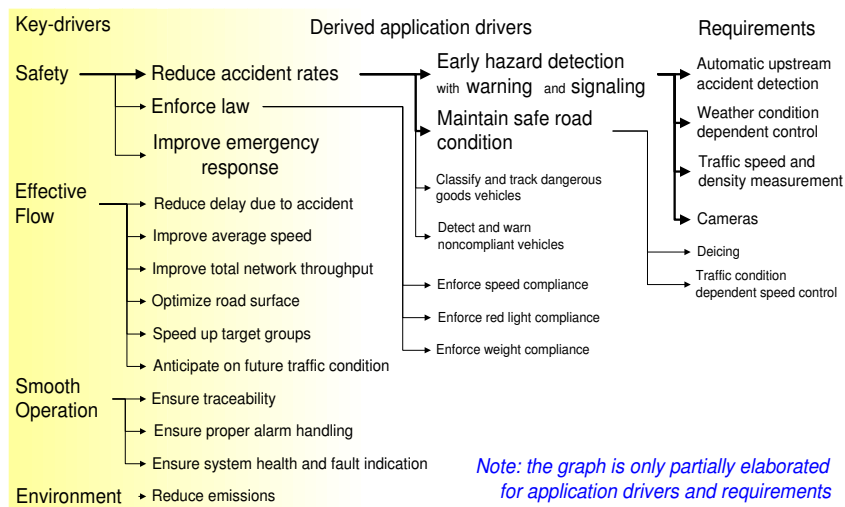 Key-drivers
Derived application drivers
Requirements
Safety
Reduce accident rates
Enforce law
Improve emergency
response
Early hazard detection
with warning and signaling
Maintain safe road
condition
Classify and track dangerous
goods vehicles
Detect and warn
noncompliant vehicles
Enforce speed compliance
Enforce red light compliance
Enforce weight compliance
Automatic upstream
accident detection
Weather condition
dependent control
Traffic speed and
density measurement
Cameras
Deicing
Traffic condition
dependent speed control
Effective
Flow
Reduce delay due to accident
Improve average speed
Improve total network throughput
Optimize road surface
Speed up target groups
Anticipate on future traffic condition
Smooth
Operation
Ensure traceability
Ensure proper alarm handling
Ensure system health and fault indication
Environment
Reduce emissions
Note: the graph is only partially elaborated
for application drivers and requirements